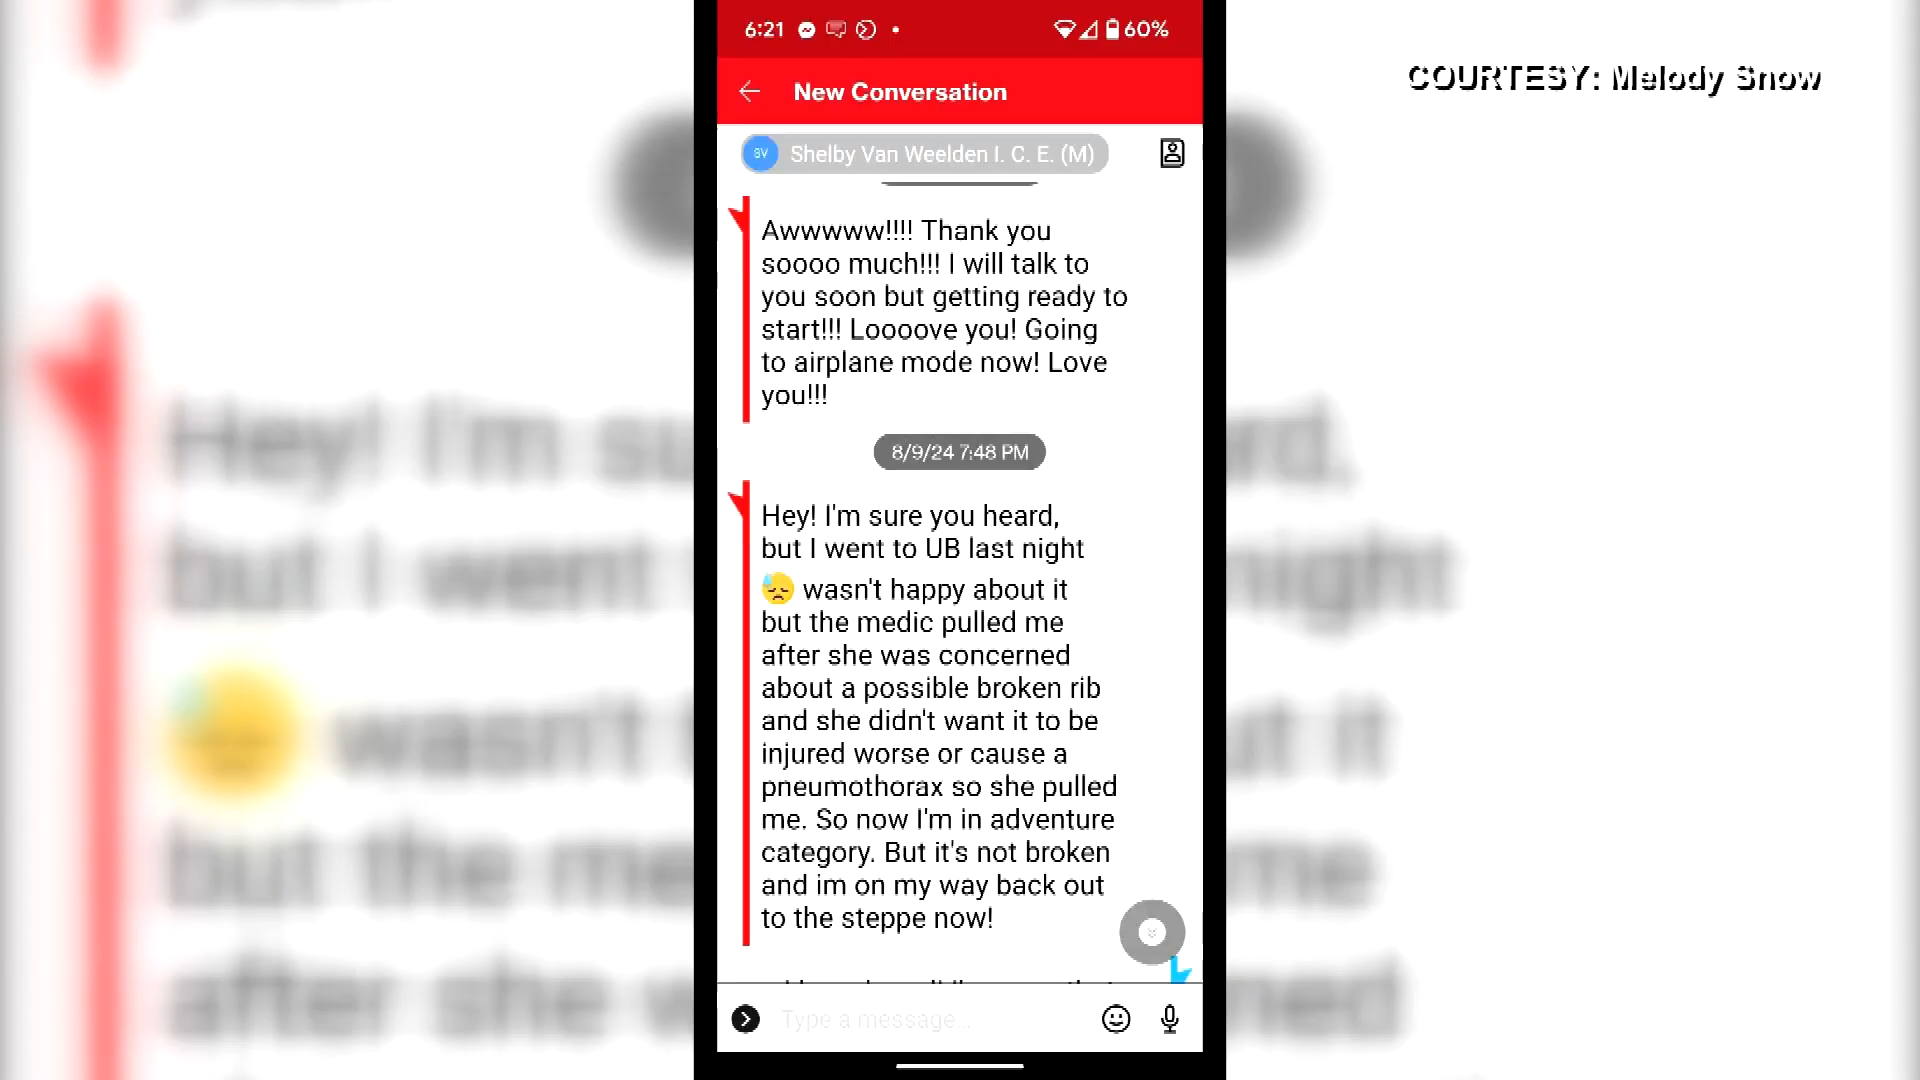 6:21
60%
COURTESY: Melody Snow
New Conversation
SV
Shelby Van Weelden I. C. E. (M)
Awwwww!!!! Thank you
soooo much!!! I will talk to
you soon but getting ready to
start!!! Loooove you! Going
to airplane mode now! Love
you!!!
8/9/24 7:48 PM
Hey! I'm sure you heard,
but I went to UB last night
😓 wasn't happy about it
but the medic pulled me
after she was concerned
about a possible broken rib
and she didn't want it to be
injured worse or cause a
pneumothorax so she pulled
me. So now I'm in adventure
category. But it's not broken
and im on my way back out
to the steppe now!
Type a message...